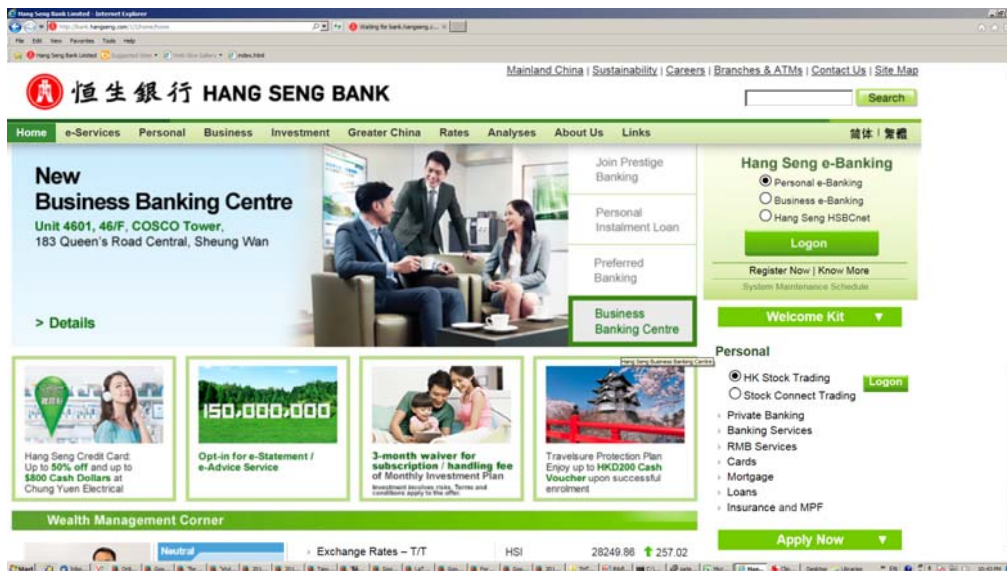 Hang Seng Bank Limited - Internet Explorer
Waiting for bank.hangseng.c...
File Edit View Favorites Tools Help
Hang Seng Bank Limited
index.html
Mainland China | Sustainability | Careers | Branches & ATMs | Contact Us | Site Map
恒生銀行 HANG SENG BANK
Search
Home e-Services Personal Business Investment Greater China Rates Analyses About Us Links
简体 | 繁體
New
Business Banking Centre
Unit 4601, 46/F, COSCO Tower,
183 Queen's Road Central, Sheung Wan
> Details
Join Prestige
Banking
Personal
Instalment Loan
Preferred
Banking
Business
Banking Centre
Hang Seng Business Banking Centre
Hang Seng e-Banking
Personal e-Banking
Business e-Banking
Hang Seng HSBCnet
Logon
Register Now | Know More
System Maintenance Schedule
Welcome Kit
Personal
HK Stock Trading
Logon
Stock Connect Trading
Private Banking
Banking Services
RMB Services
Cards
Mortgage
Loans
Insurance and MPF
Apply Now
Hang Seng Credit Card:
Up to 50% off and up to
$800 Cash Dollars at
Chung Yuen Electrical
150,000,000
Opt-in for e-Statement /
e-Advice Service
3-month waiver for
subscription / handling fee
of Monthly Investment Plan
Investment involves risks. Terms and
conditions apply to the offer.
Travelsure Protection Plan
Enjoy up to HKD200 Cash
Voucher upon successful
enrolment
Wealth Management Corner
Neutral
Exchange Rates – T/T
HSI 28249.86 257.02
Start
Desktop
Libraries
EN
10:43 PM